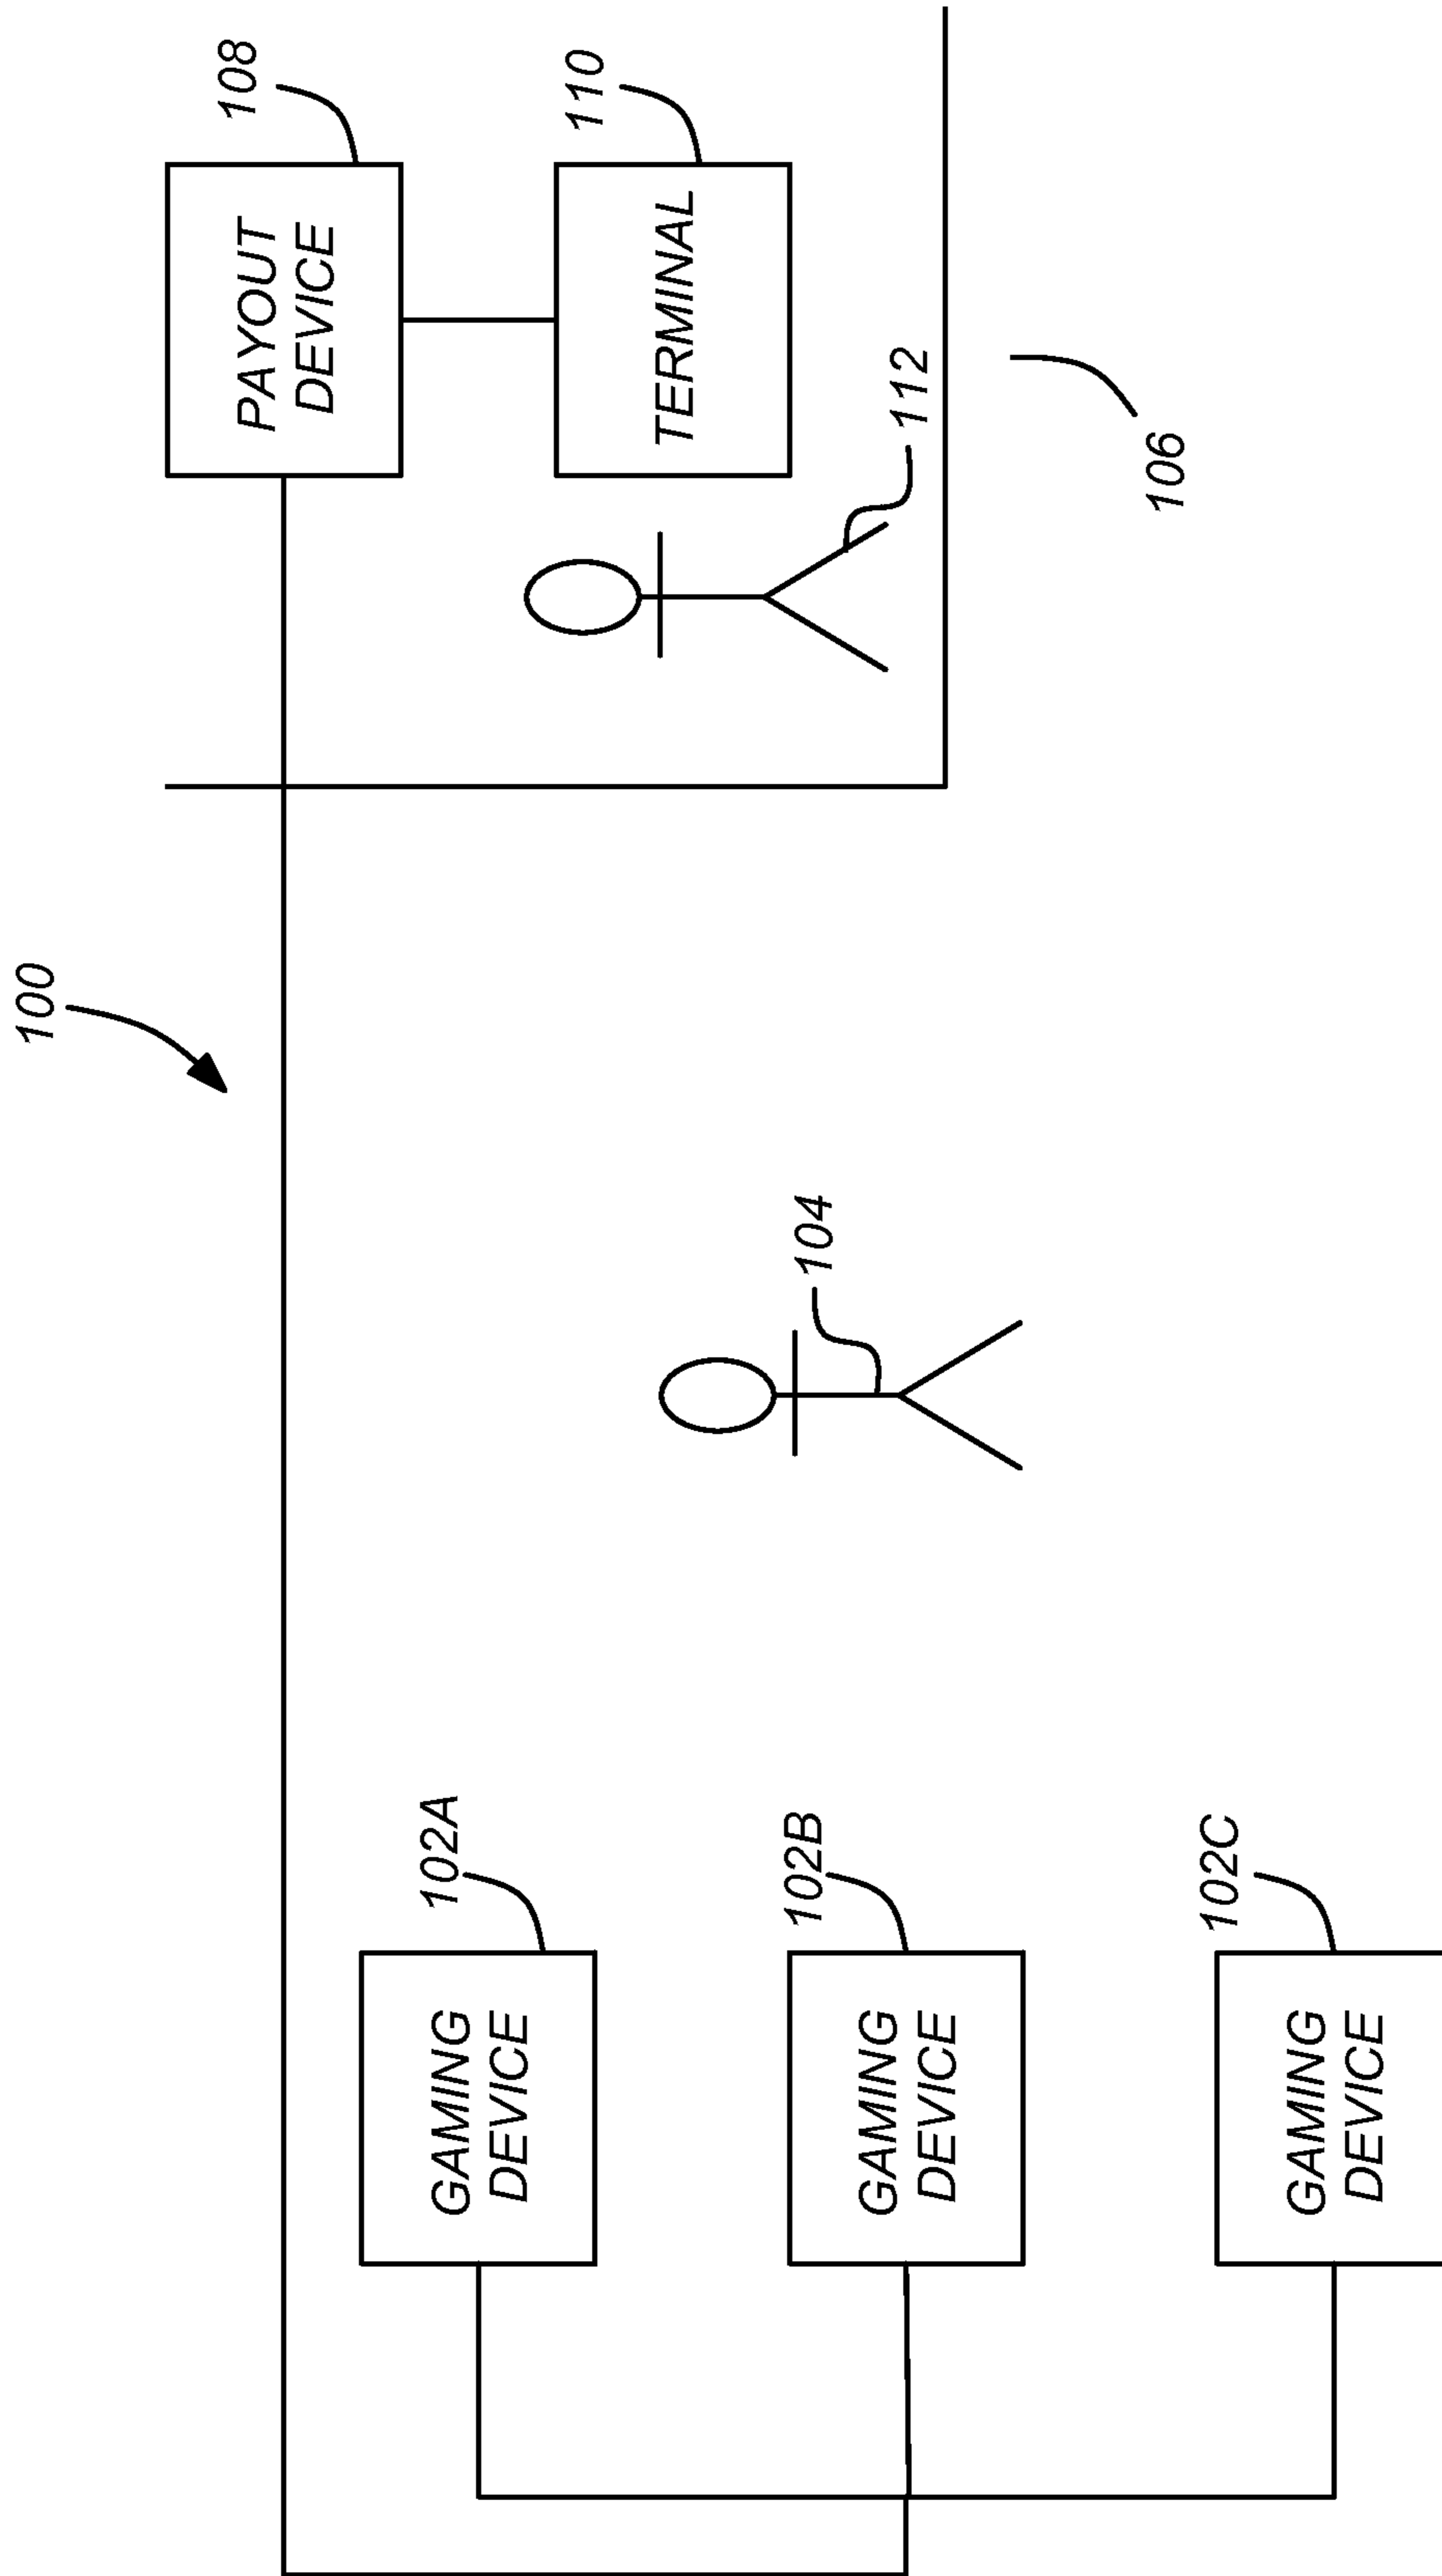 100
108
PAYOUT
DEVICE
110
TERMINAL
112
106
104
102A
GAMING
DEVICE
102B
GAMING
DEVICE
102C
GAMING
DEVICE